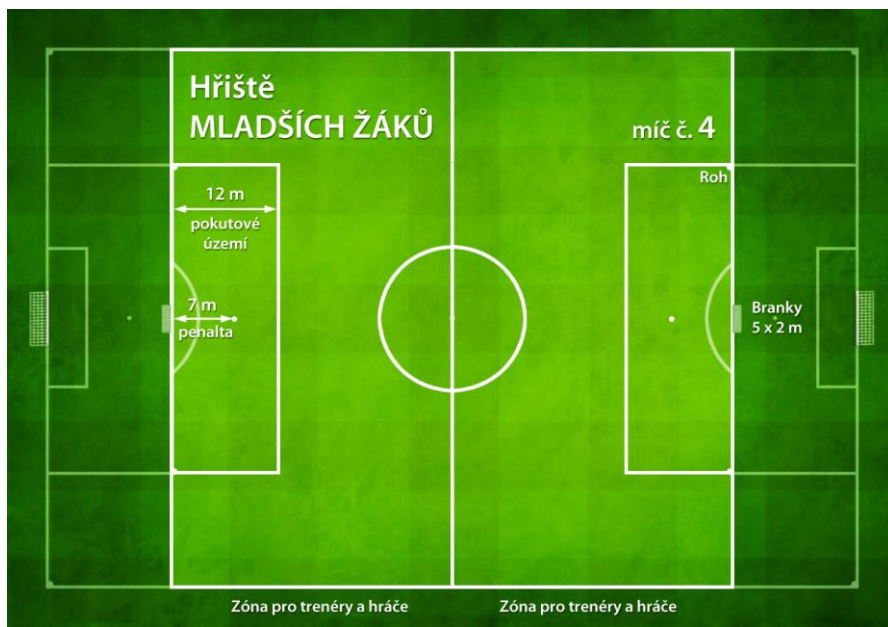 Hřiště
MLADŠÍCH ŽÁKŮ
míč č. 4
Roh
12 m
pokutové
území
7 m
penalta
Branky
5 x 2 m
Zóna pro trenéry a hráče
Zóna pro trenéry a hráče